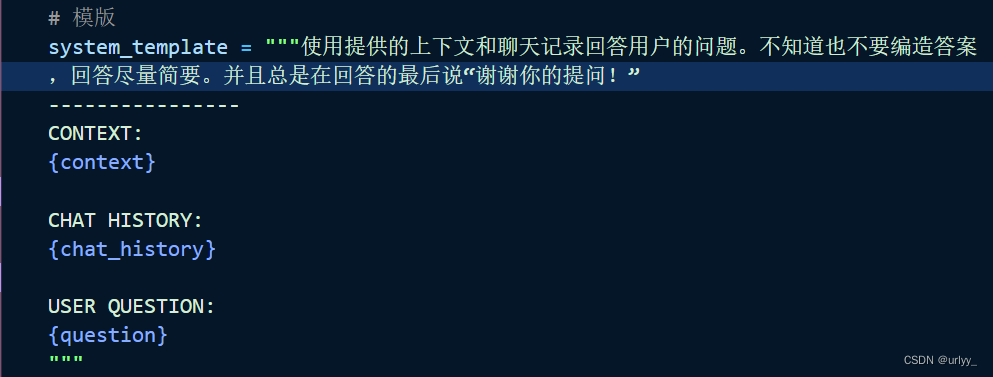 # 模版
system_template = """使用提供的上下文和聊天记录回答用户的问题。不知道也不要编造答案
，回答尽量简要。并且总是在回答的最后说“谢谢你的提问！”
----------------
CONTEXT:
{context}
CHAT HISTORY:
{chat_history}
USER QUESTION:
{question}
"""
CSDN @urlyy_